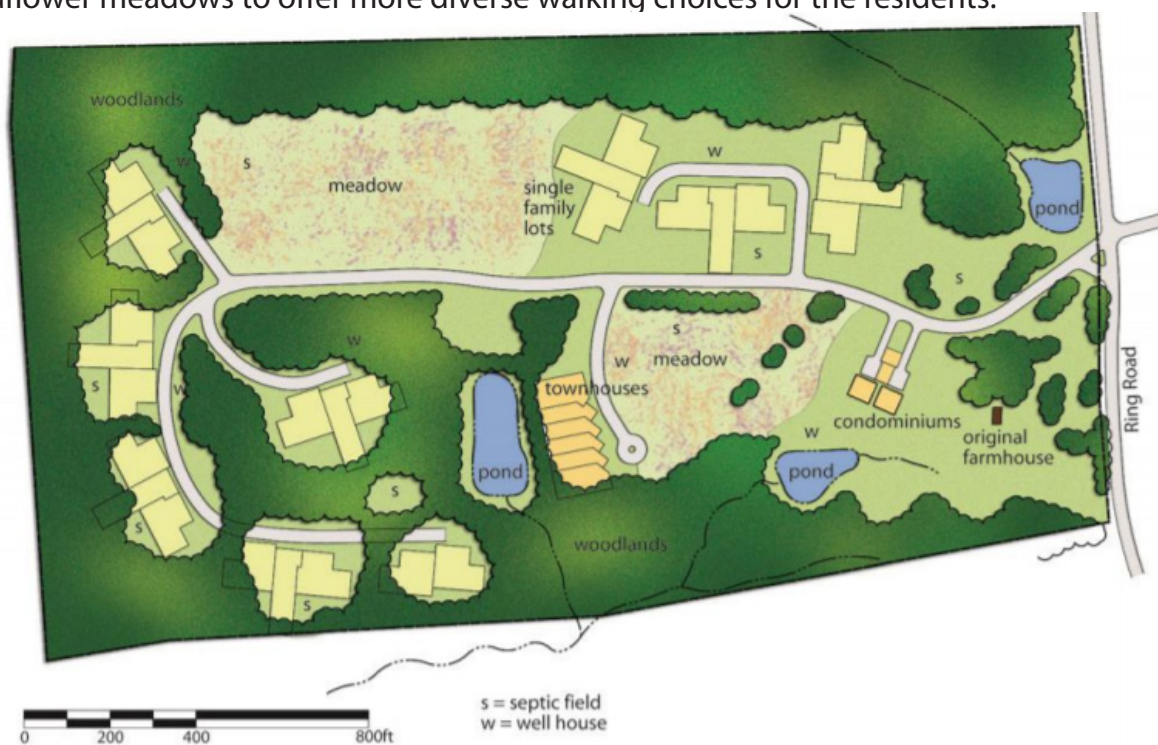 flower meadows to offer more diverse walking choices for the residents.
woodlands
w
s
meadow
single
family
lots
w
s
pond
s
w
s
w
meadow
townhouses
s
w
condominiums
w
original
farmhouse
Ring Road
pond
pond
s
s
woodlands
s
s = septic field
w = well house
0
200
400
800ft